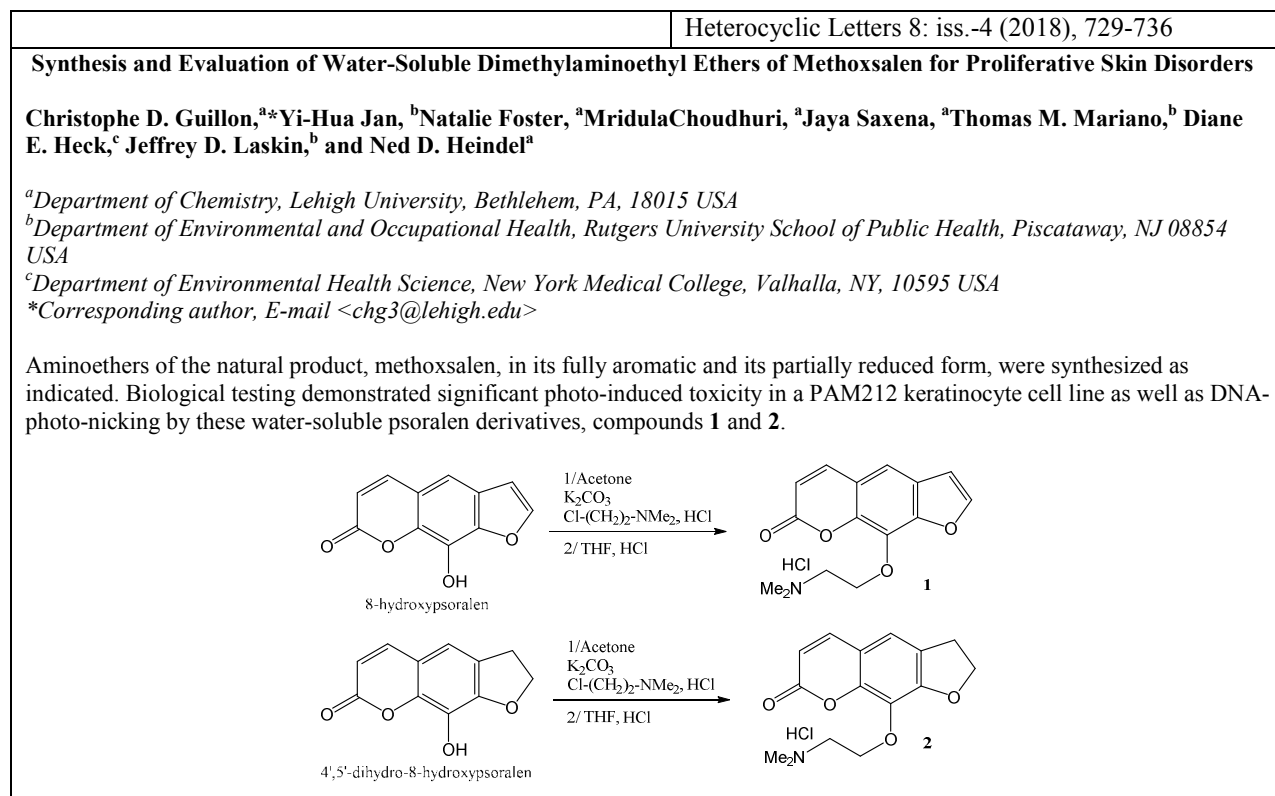 Heterocyclic Letters 8: iss.-4 (2018), 729-736
Synthesis and Evaluation of Water-Soluble Dimethylaminoethyl Ethers of Methoxsalen for Proliferative Skin Disorders
Christophe D. Guillon,a*Yi-Hua Jan, bNatalie Foster, aMridulaChoudhuri, aJaya Saxena, aThomas M. Mariano,b Diane
E. Heck,c Jeffrey D. Laskin,b and Ned D. Heindela
aDepartment of Chemistry, Lehigh University, Bethlehem, PA, 18015 USA
bDepartment of Environmental and Occupational Health, Rutgers University School of Public Health, Piscataway, NJ 08854
USA
cDepartment of Environmental Health Science, New York Medical College, Valhalla, NY, 10595 USA
*Corresponding author, E-mail <chg3@lehigh.edu>
Aminoethers of the natural product, methoxsalen, in its fully aromatic and its partially reduced form, were synthesized as
indicated. Biological testing demonstrated significant photo-induced toxicity in a PAM212 keratinocyte cell line as well as DNA-
photo-nicking by these water-soluble psoralen derivatives, compounds 1 and 2.
1/Acetone
K2CO3
Cl-(CH2)2-NMe2, HCl
2/ THF, HCl
O
O
O
OH
8-hydroxypsoralen
O
O
O
HCl
O
Me2N
1
1/Acetone
K2CO3
Cl-(CH2)2-NMe2, HCl
2/ THF, HCl
O
O
O
OH
4',5'-dihydro-8-hydroxypsoralen
O
O
O
HCl
O
Me2N
2